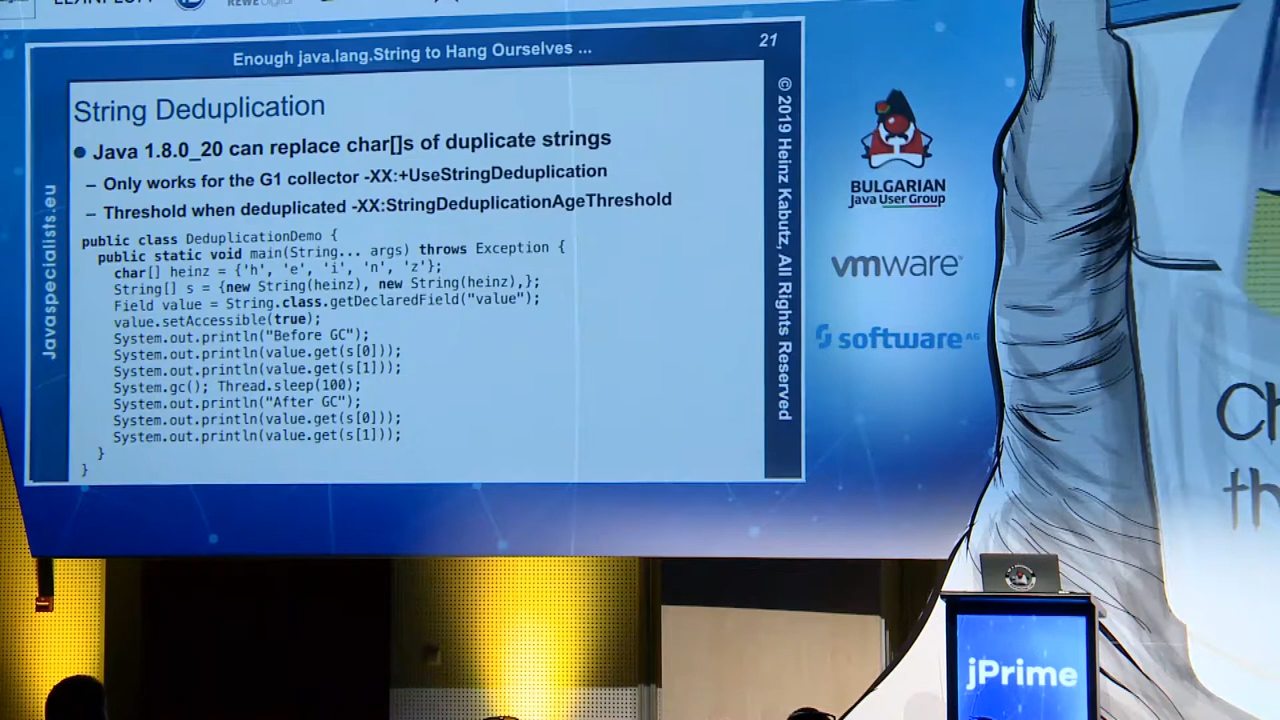 REWE digital
Enough java.lang.String to Hang Ourselves ...
21
String Deduplication
● Java 1.8.0_20 can replace char[]s of duplicate strings
– Only works for the G1 collector -XX:+UseStringDeduplication
– Threshold when deduplicated -XX:StringDeduplicationAgeThreshold
public class DeduplicationDemo {
public static void main(String... args) throws Exception {
char[] heinz = {'h', 'e', 'i', 'n', 'z'};
String[] s = {new String(heinz), new String(heinz),};
Field value = String.class.getDeclaredField("value");
value.setAccessible(true);
System.out.println("Before GC");
System.out.println(value.get(s[0]));
System.out.println(value.get(s[1]));
System.gc(); Thread.sleep(100);
System.out.println("After GC");
System.out.println(value.get(s[0]));
System.out.println(value.get(s[1]));
}
}
Javaspecialists.eu
© 2019 Heinz Kabutz, All Rights Reserved
BULGARIAN
Java User Group
vmware®
software AG
Ch
th
jPrime